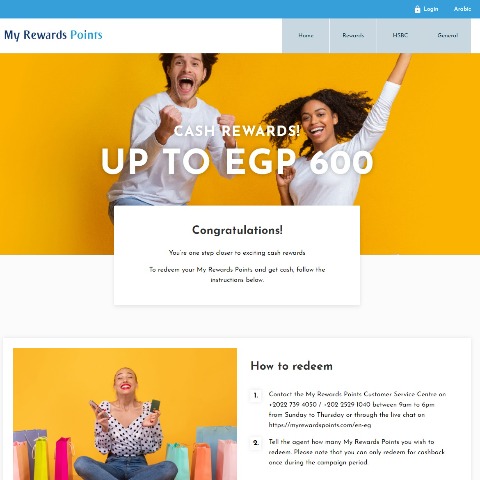 Login Arabic
My Rewards Points
Home Rewards HSBC General
CASH REWARDS!
UP TO EGP 600
Congratulations!
You're one step closer to exciting cash rewards
To redeem your My Rewards Points and get cash, follow the
instructions below.
How to redeem
1. Contact the My Rewards Points Customer Service Centre on
+2022 739 4050 / +202 2529 1040 between 9am to 6pm
from Sunday to Thursday or through the live chat on
https://myrewardspoints.com/en-eg
2. Tell the agent how many My Rewards Points you wish to
redeem. Please note that you can only redeem for cashback
once during the campaign period